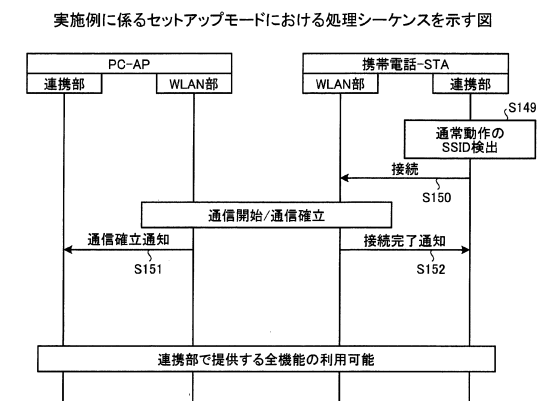 実施例に係るセットアップモードにおける処理シーケンスを示す図
PC-AP
携帯電話-STA
連携部
WLAN部
WLAN部
連携部
S149
通常動作の
SSID検出
接続
S150
通信開始/通信確立
通信確立通知
接続完了通知
S151
S152
連携部で提供する全機能の利用可能